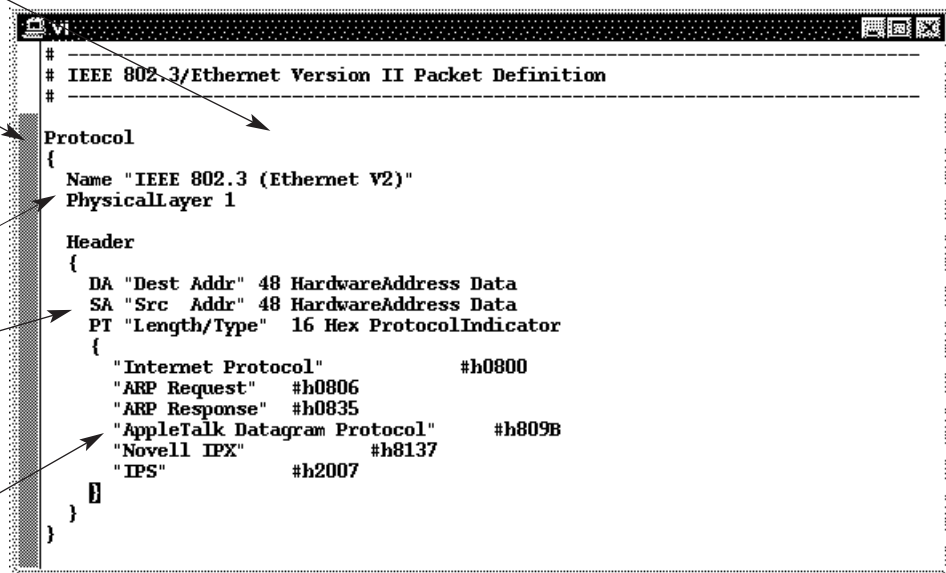 Vi
# ------------------------------------------------------------------------
# IEEE 802.3/Ethernet Version II Packet Definition
# ------------------------------------------------------------------------
Protocol
{
Name "IEEE 802.3 (Ethernet V2)"
PhysicalLayer 1
Header
{
DA "Dest Addr" 48 HardwareAddress Data
SA "Src Addr" 48 HardwareAddress Data
PT "Length/Type" 16 Hex ProtocolIndicator
{
"Internet Protocol" #h0800
"ARP Request" #h0806
"ARP Response" #h0835
"AppleTalk Datagram Protocol" #h809B
"Novell IPX" #h8137
"IPS" #h2007
}
}
}